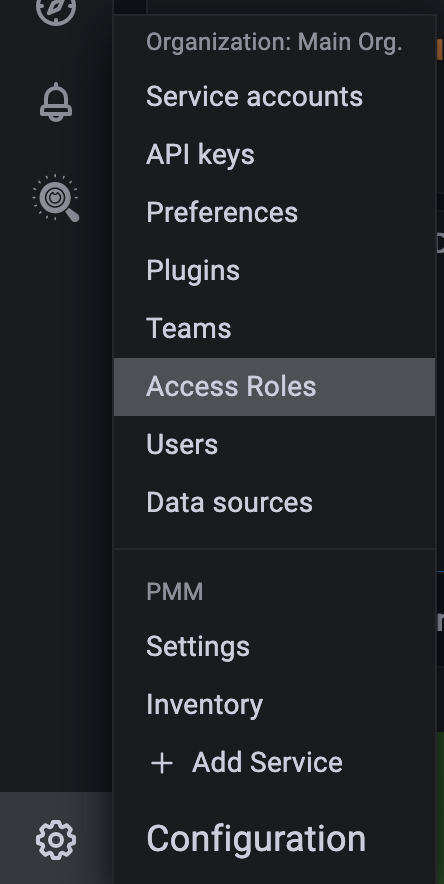 Organization: Main Org.
Service accounts
API keys
Preferences
Plugins
Teams
Access Roles
Users
Data sources
PMM
Settings
Inventory
+ Add Service
Configuration